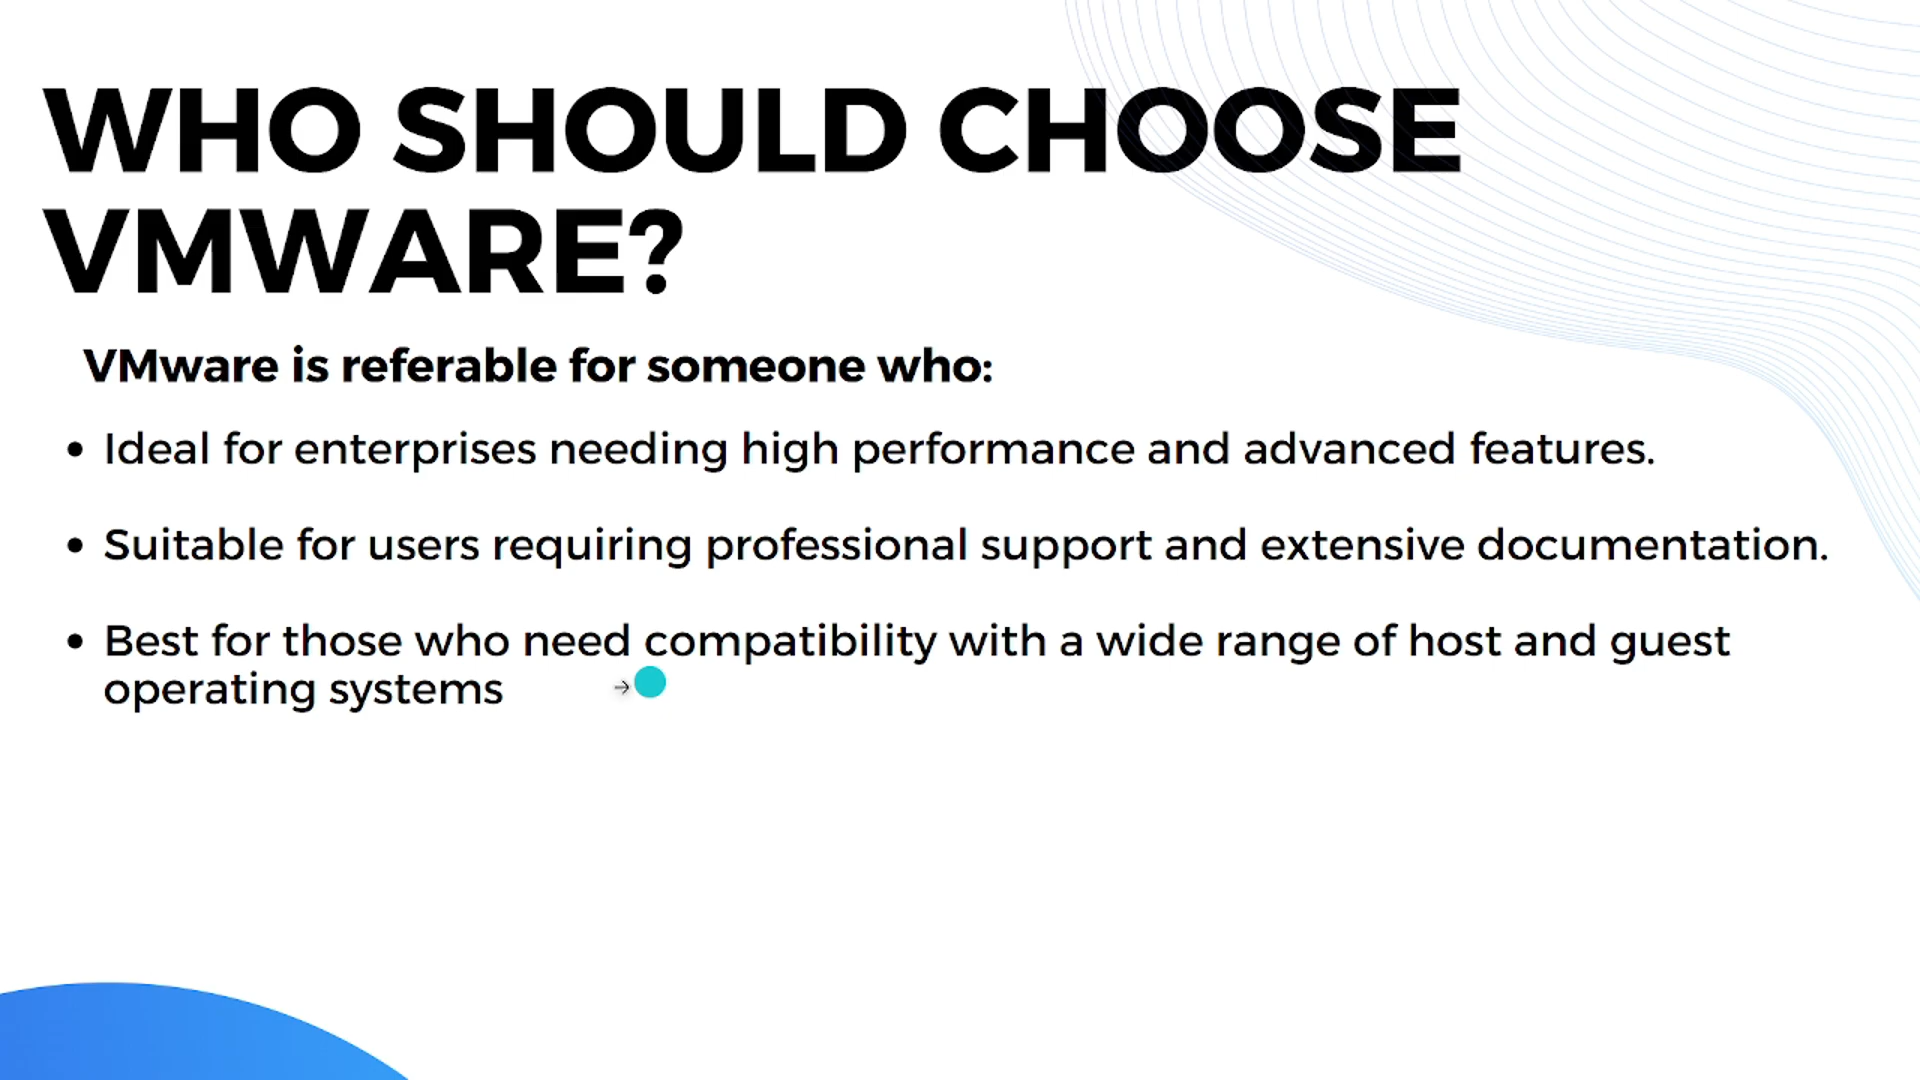 WHO SHOULD CHOOSE
VMWARE?
VMware is referable for someone who:
• Ideal for enterprises needing high performance and advanced features.
• Suitable for users requiring professional support and extensive documentation.
• Best for those who need compatibility with a wide range of host and guest
operating systems